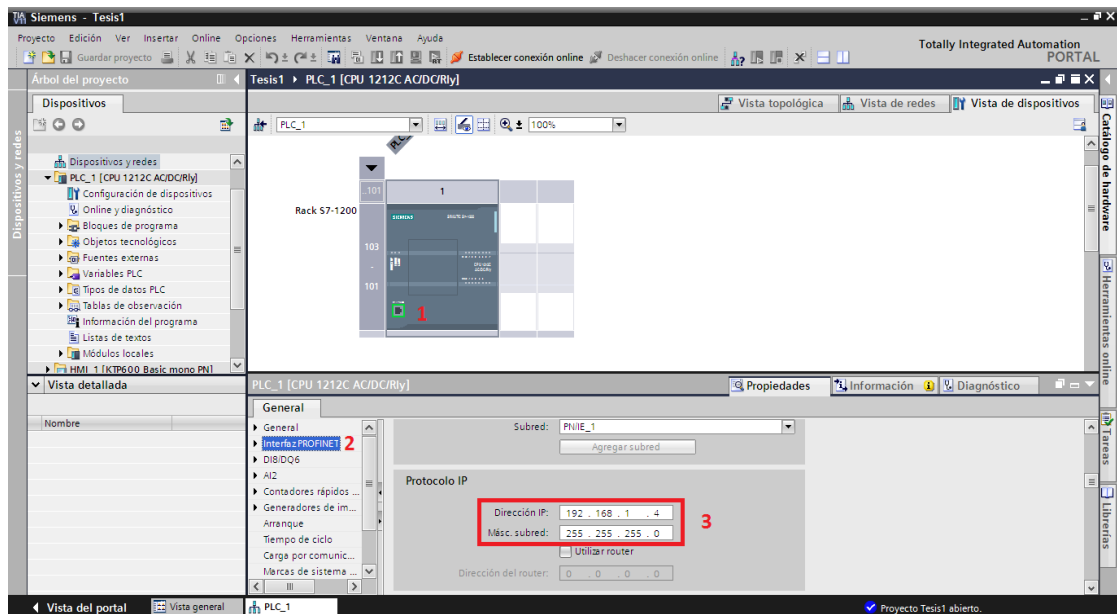 Siemens - Tesis1
Proyecto Edición Ver Insertar Online Opciones Herramientas Ventana Ayuda
Totally Integrated Automation
PORTAL
Guardar proyecto Establecer conexión online Deshacer conexión online
Árbol del proyecto
Tesis1 PLC_1 [CPU 1212C AC/DC/Rly]
Dispositivos
Vista topológica Vista de redes Vista de dispositivos
PLC_1 100%
Dispositivos y redes
Dispositivos y redes
PLC_1 [CPU 1212C AC/DC/Rly]
Configuración de dispositivos
Online y diagnóstico
Bloques de programa
Objetos tecnológicos
Fuentes externas
Variables PLC
Tipos de datos PLC
Tablas de observación
Información del programa
Listas de textos
Módulos locales
HMI_1 [KTP600 Basic mono PN]
..101 1
Rack S7-1200
SIEMENS
103
-
101
1
Vista detallada
Nombre
PLC_1 [CPU 1212C AC/DC/Rly]
Propiedades Información Diagnóstico
General
General
Interfaz PROFINET 2
DI8/DQ6
AI2
Contadores rápidos ...
Generadores de im...
Arranque
Tiempo de ciclo
Carga por comunic...
Marcas de sistema ...
Subred: PN/IE_1
Agregar subred
Protocolo IP
Dirección IP: 192 . 168 . 1 . 4
Másc. subred: 255 . 255 . 255 . 0
3
Utilizar router
Dirección del router: 0 . 0 . 0 . 0
Catálogo de hardware
Herramientas online
Tareas
Librerías
Vista del portal Vista general PLC_1 Proyecto Tesis1 abierto.